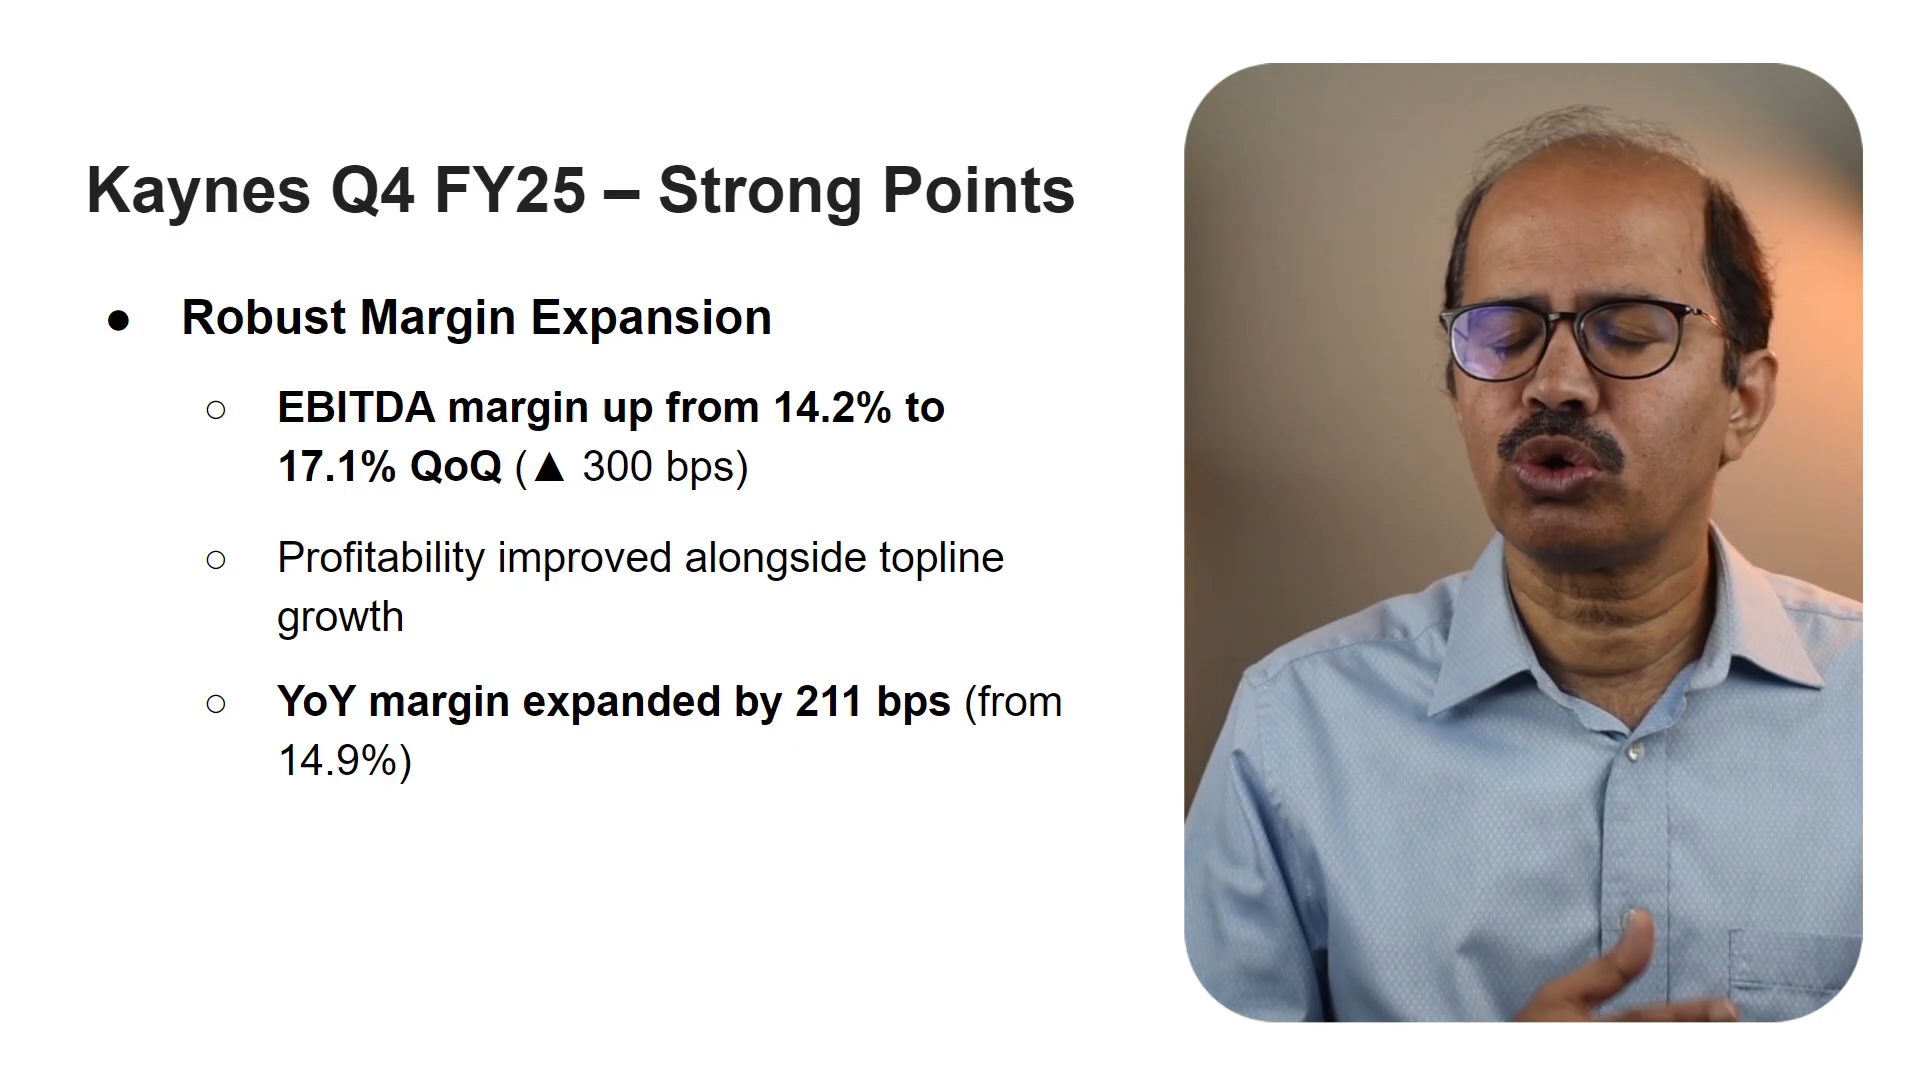 Kaynes Q4 FY25 – Strong Points
● Robust Margin Expansion
○ EBITDA margin up from 14.2% to
17.1% QoQ (▲ 300 bps)
○ Profitability improved alongside topline
growth
○ YoY margin expanded by 211 bps (from
14.9%)